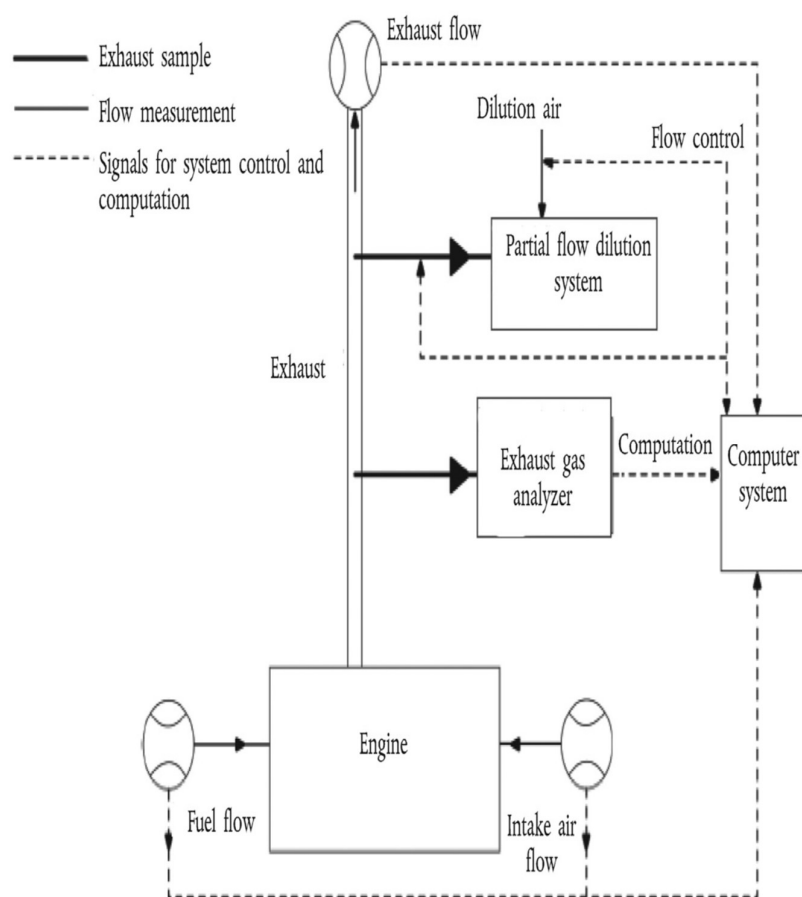 Exhaust flow
Exhaust sample
Flow measurement
Signals for system control and
computation
Dilution air
Flow control
Partial flow dilution
system
Exhaust
Exhaust gas
analyzer
Computation
Computer
system
Engine
Fuel flow
Intake air
flow